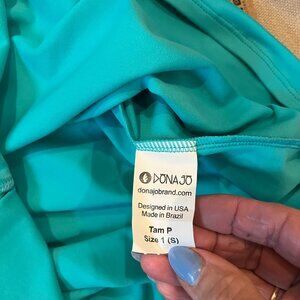 DONAJO
donajobrand.com
Designed in USA
Made in Brazil
Tam P
Size 1 (S)